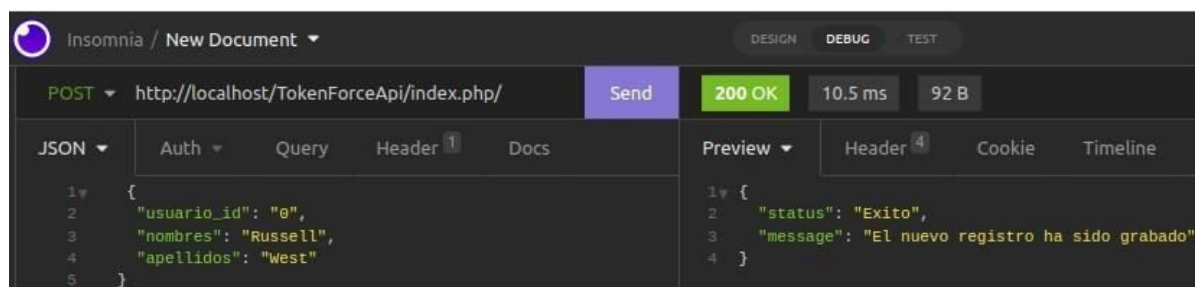 Insomnia / New Document
DESIGN DEBUG TEST
POST http://localhost/TokenForceApi/index.php/ Send 200 OK 10.5 ms 92 B
JSON Auth Query Header 1 Docs
Preview Header 4 Cookie Timeline
1 {
2 "usuario_id": "0",
3 "nombres": "Russell",
4 "apellidos": "West"
5 }
1 {
2 "status": "Exito",
3 "message": "El nuevo registro ha sido grabado"
4 }